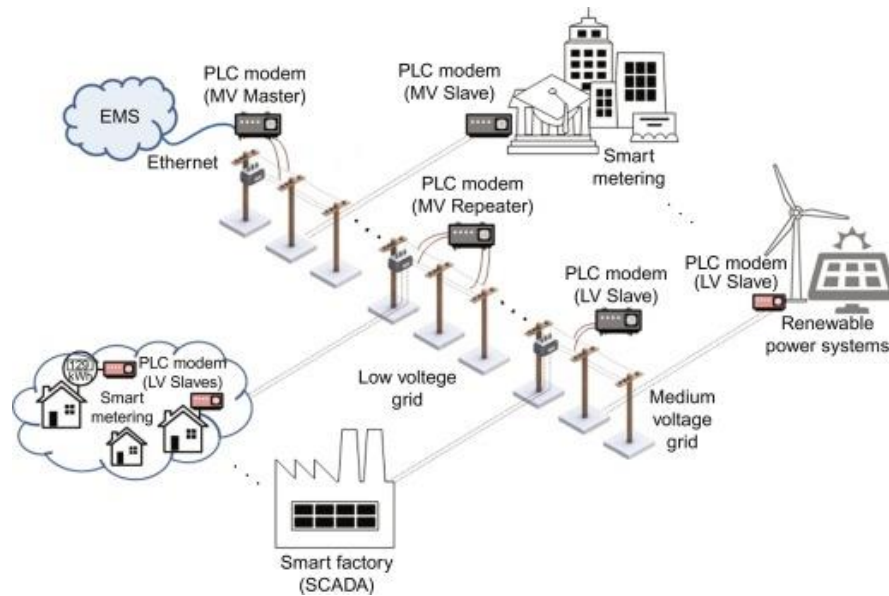 EMS
PLC modem
(MV Master)
Ethernet
PLC modem
(MV Slave)
Smart
metering
PLC modem
(MV Repeater)
PLC modem
(LV Slave)
PLC modem
(LV Slave)
Renewable
power systems
129
kWh
PLC modem
(LV Slaves)
Smart
metering
Low voltege
grid
Medium
voltage
grid
Smart factory
(SCADA)